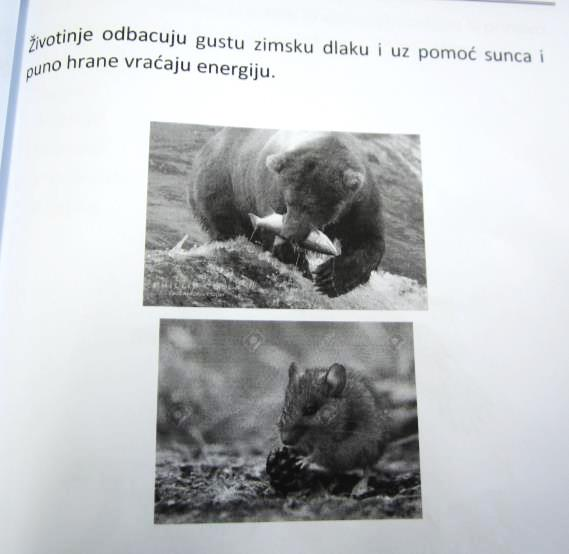 Životinje odbacuju gustu zimsku dlaku i uz pomoć sunca i
puno hrane vraćaju energiju.